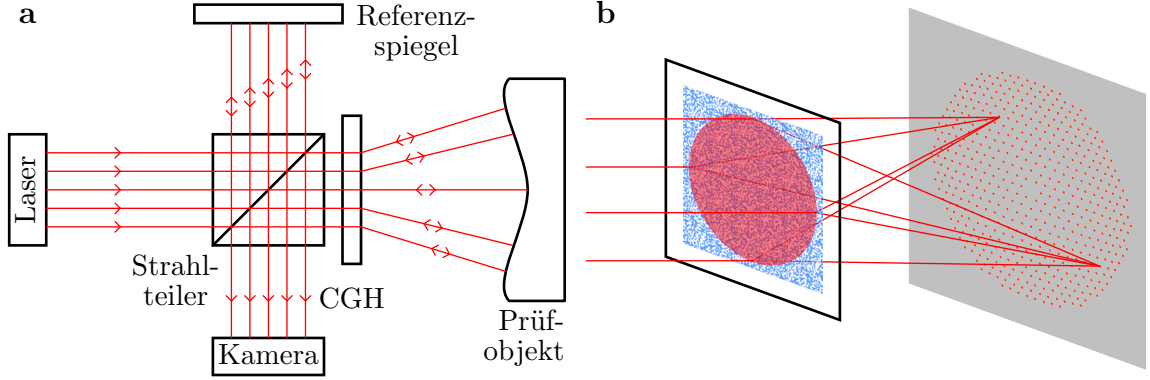 a
Referenz-
spiegel
Laser
Strahl-
teiler
CGH
Kamera
Prüf-
objekt
b